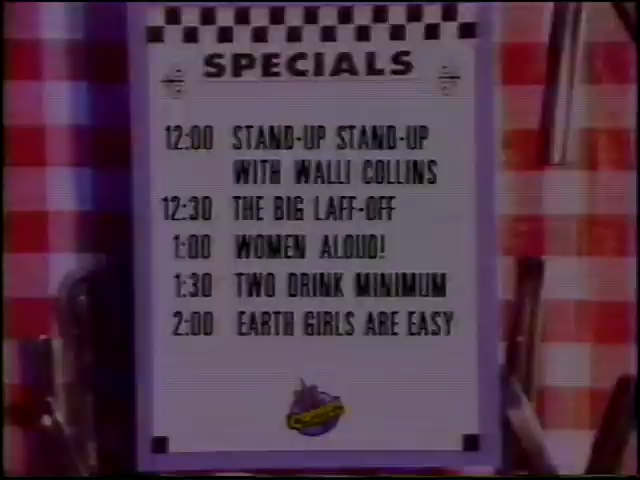 SPECIALS
12:00 STAND-UP STAND-UP
WITH WALLI COLLINS
12:30 THE BIG LAFF-OFF
1:00 WOMEN ALOUD!
1:30 TWO DRINK MINIMUM
2:00 EARTH GIRLS ARE EASY